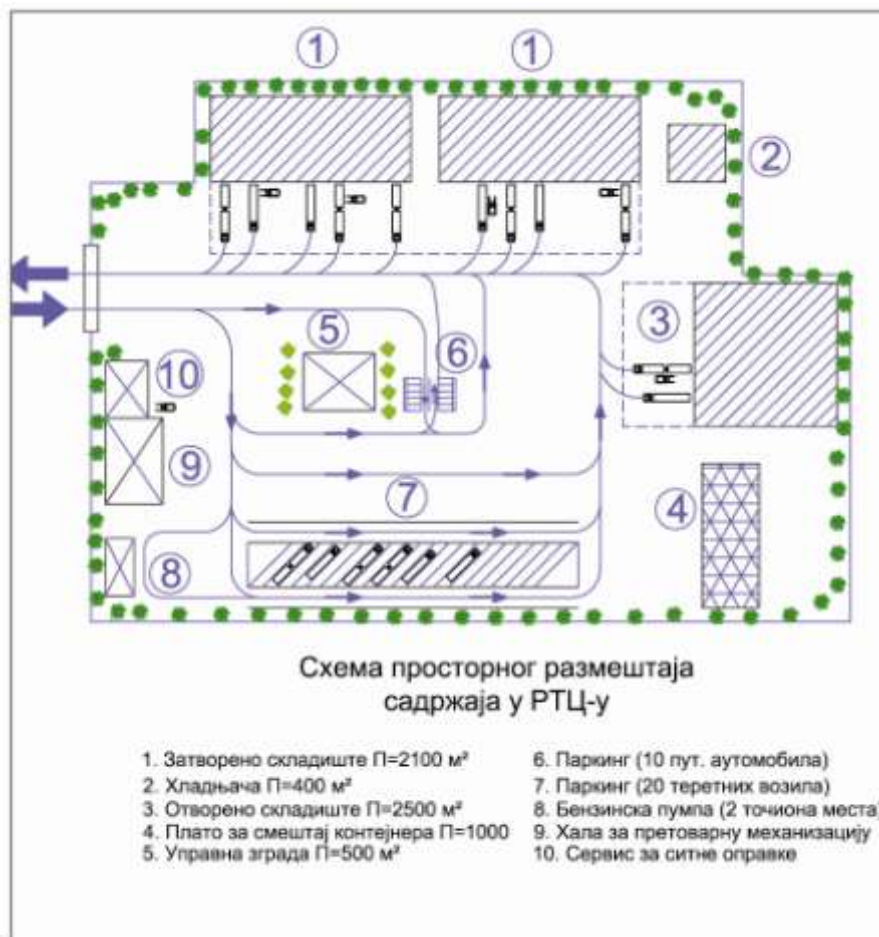 1
1
2
3
5
6
10
9
7
4
8
Схема просторног размештаја
садржаја у РТЦ-у
1. Затворено складиште П=2100 м²
2. Хладњача П=400 м²
3. Отворено складиште П=2500 м²
4. Плато за смештај контејнера П=1000
5. Управна зграда П=500 м²
6. Паркинг (10 пут. аутомобила)
7. Паркинг (20 теретних возила)
8. Бензинска пумпа (2 точиона места)
9. Хала за претоварну механизацију
10. Сервис за ситне оправке